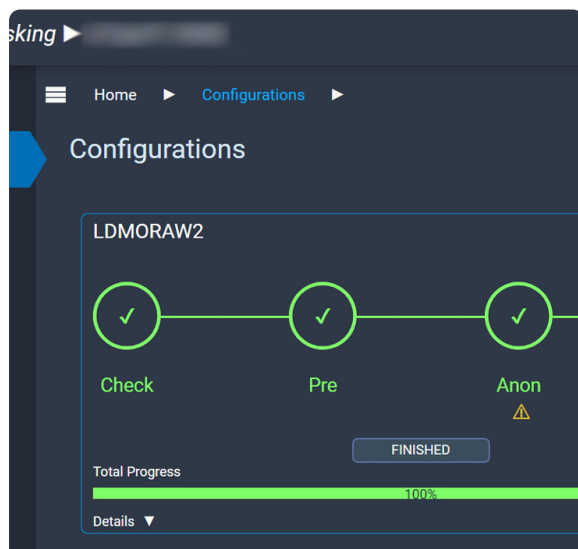 sking ▶
Home ▶ Configurations ▶
Configurations
LDMORAW2
Check Pre Anon
FINISHED
Total Progress
100%
Details ▼